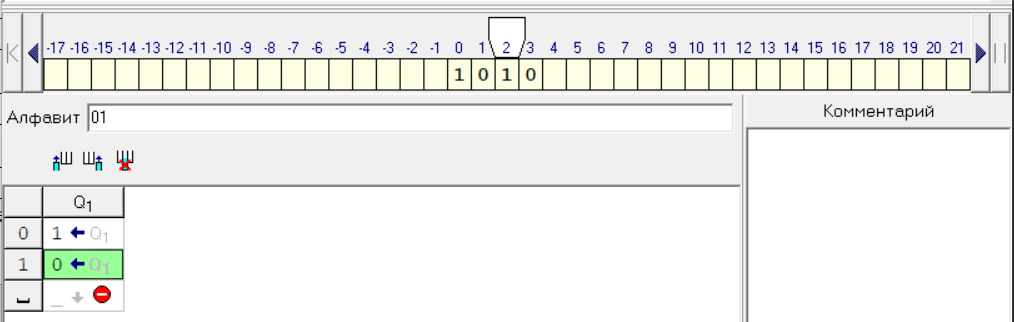 -17 -16 -15 -14 -13 -12 -11 -10 -9 -8 -7 -6 -5 -4 -3 -2 -1 0 1 2 3 4 5 6 7 8 9 10 11 12 13 14 15 16 17 18 19 20 21
1 0 1 0
Алфавит 01
Комментарий
Q1
0 1 ← Q1
1 0 ← Q1
_ ↓